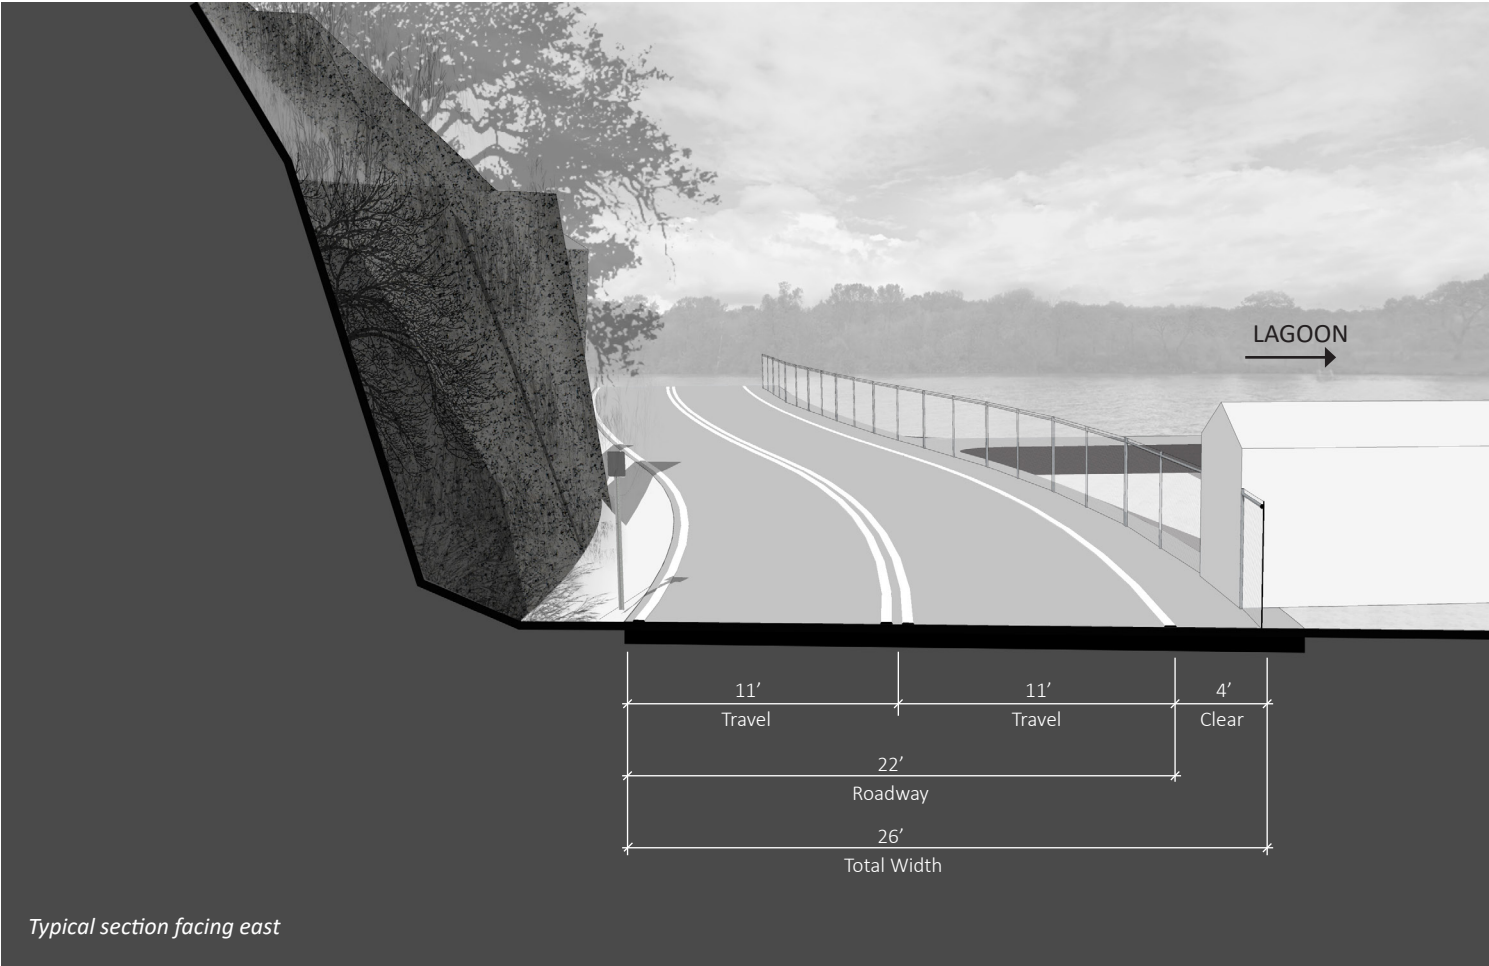 LAGOON
11’ 11’ 4’
Travel Travel Clear
22’
Roadway
26’
Total Width
Typical section facing east